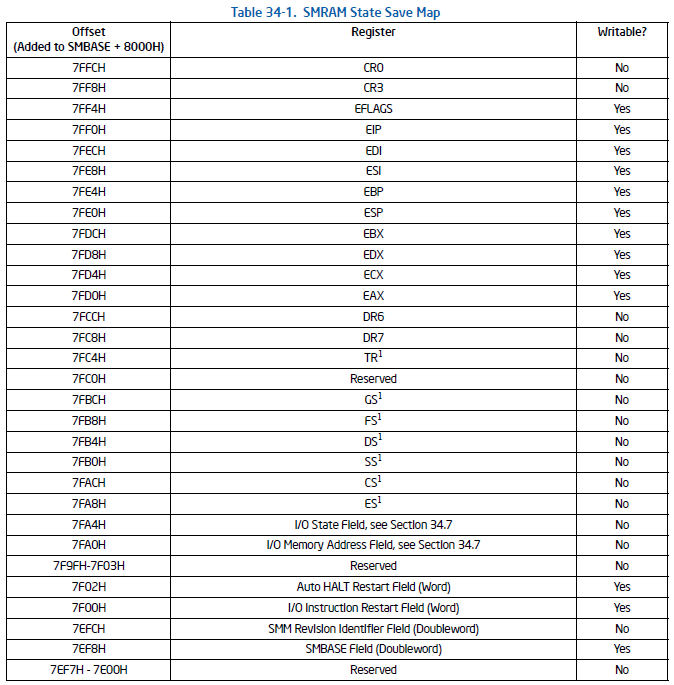 Table 34-1. SMRAM State Save Map
Offset
(Added to SMBASE + 8000H) Register Writable?
7FFCH CR0 No
7FF8H CR3 No
7FF4H EFLAGS Yes
7FF0H EIP Yes
7FECH EDI Yes
7FE8H ESI Yes
7FE4H EBP Yes
7FE0H ESP Yes
7FDCH EBX Yes
7FD8H EDX Yes
7FD4H ECX Yes
7FD0H EAX Yes
7FCCH DR6 No
7FC8H DR7 No
7FC4H TR1 No
7FC0H Reserved No
7FBCH GS1 No
7FB8H FS1 No
7FB4H DS1 No
7FB0H SS1 No
7FACH CS1 No
7FA8H ES1 No
7FA4H I/O State Field, see Section 34.7 No
7FA0H I/O Memory Address Field, see Section 34.7 No
7F9FH-7F03H Reserved No
7F02H Auto HALT Restart Field (Word) Yes
7F00H I/O Instruction Restart Field (Word) Yes
7EFCH SMM Revision Identifier Field (Doubleword) No
7EF8H SMBASE Field (Doubleword) Yes
7EF7H - 7E00H Reserved No